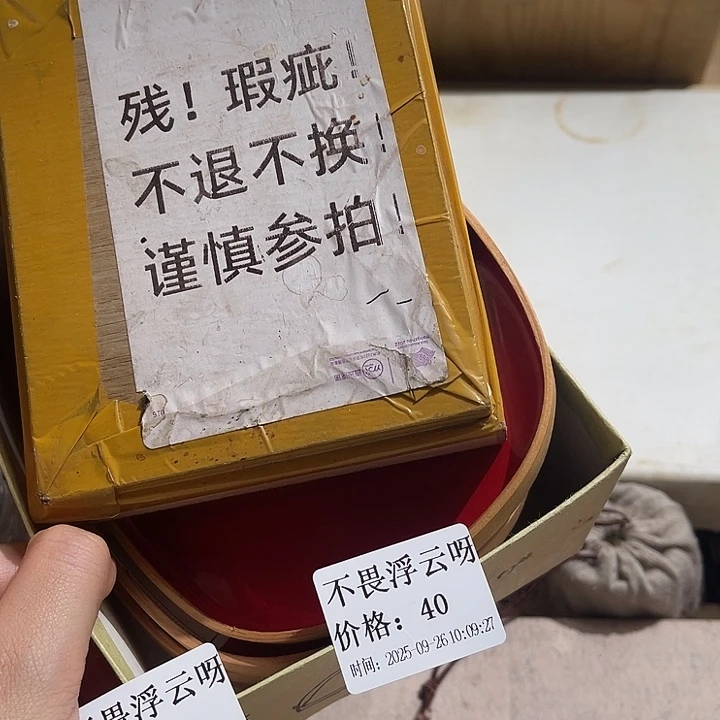 残！瑕疵！
不退不换！
谨慎参拍！
不畏浮云呀
价格：40
时间：2025-09-26 10:09:27
畏浮云呀